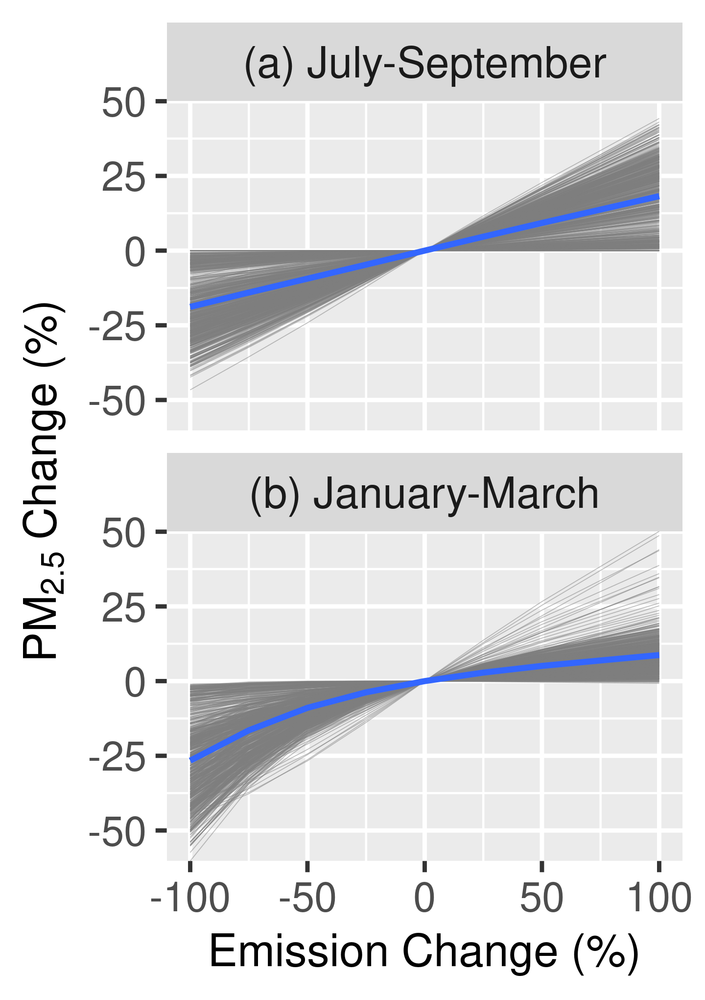 (a) July-September
50
25
0
-25
-50
(b) January-March
50
25
0
-25
-50
-100 -50 0 50 100
Emission Change (%)
PM2.5 Change (%)